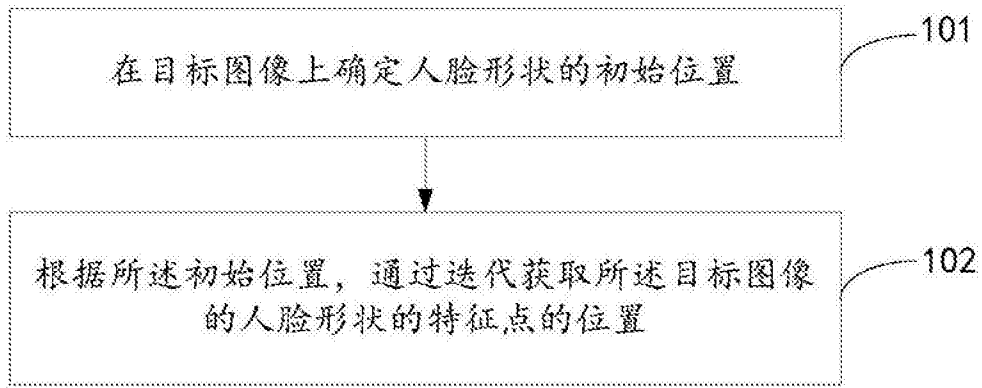 在目标图像上确定人脸形状的初始位置
101
根据所述初始位置，通过迭代获取所述目标图像
的人脸形状的特征点的位置
102